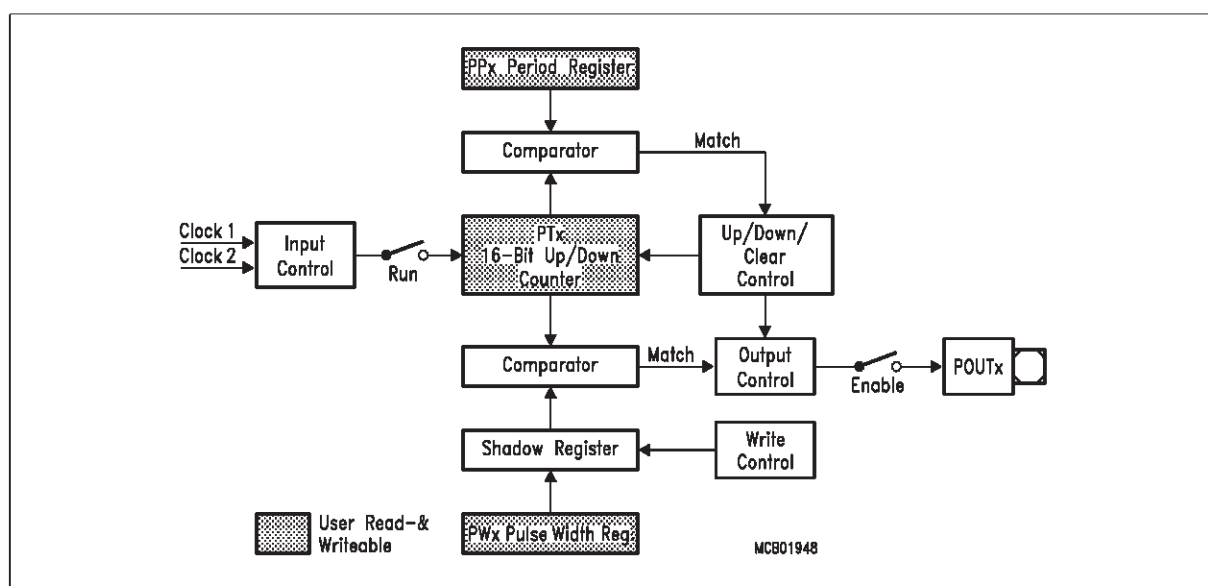 PPx Period Register
Comparator
Match
Clock 1
Clock 2
Input
Control
Run
PTx
16-Bit Up/Down
Counter
Up/Down/
Clear
Control
Comparator
Match
Output
Control
Enable
POUTx
Shadow Register
Write
Control
User Read-&
Writeable
PWx Pulse Width Reg.
MCB01948